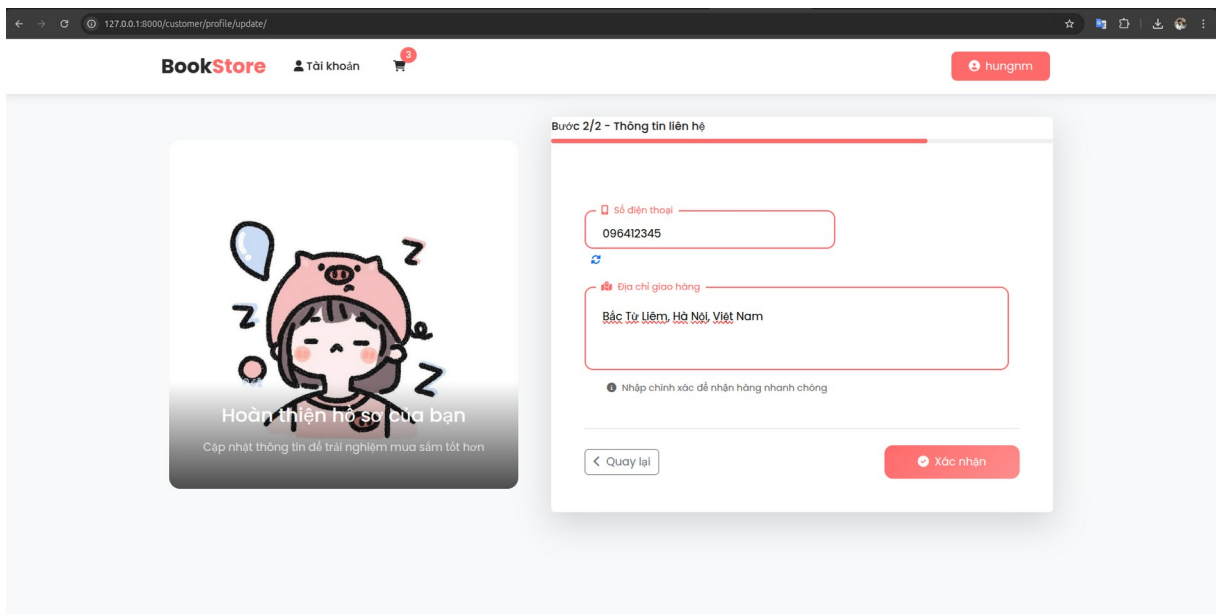 127.0.0.1:8000/customer/profile/update/
BookStore
Tài khoản
3
hungnm
Bước 2/2 - Thông tin liên hệ
Số điện thoại
096412345
Địa chỉ giao hàng
Bắc Từ Liêm, Hà Nội, Việt Nam
Nhập chính xác để nhận hàng nhanh chóng
Quay lại
Xác nhận
Z
Z
Z
Z
Hoàn thiện hồ sơ của bạn
Cập nhật thông tin để trải nghiệm mua sắm tốt hơn